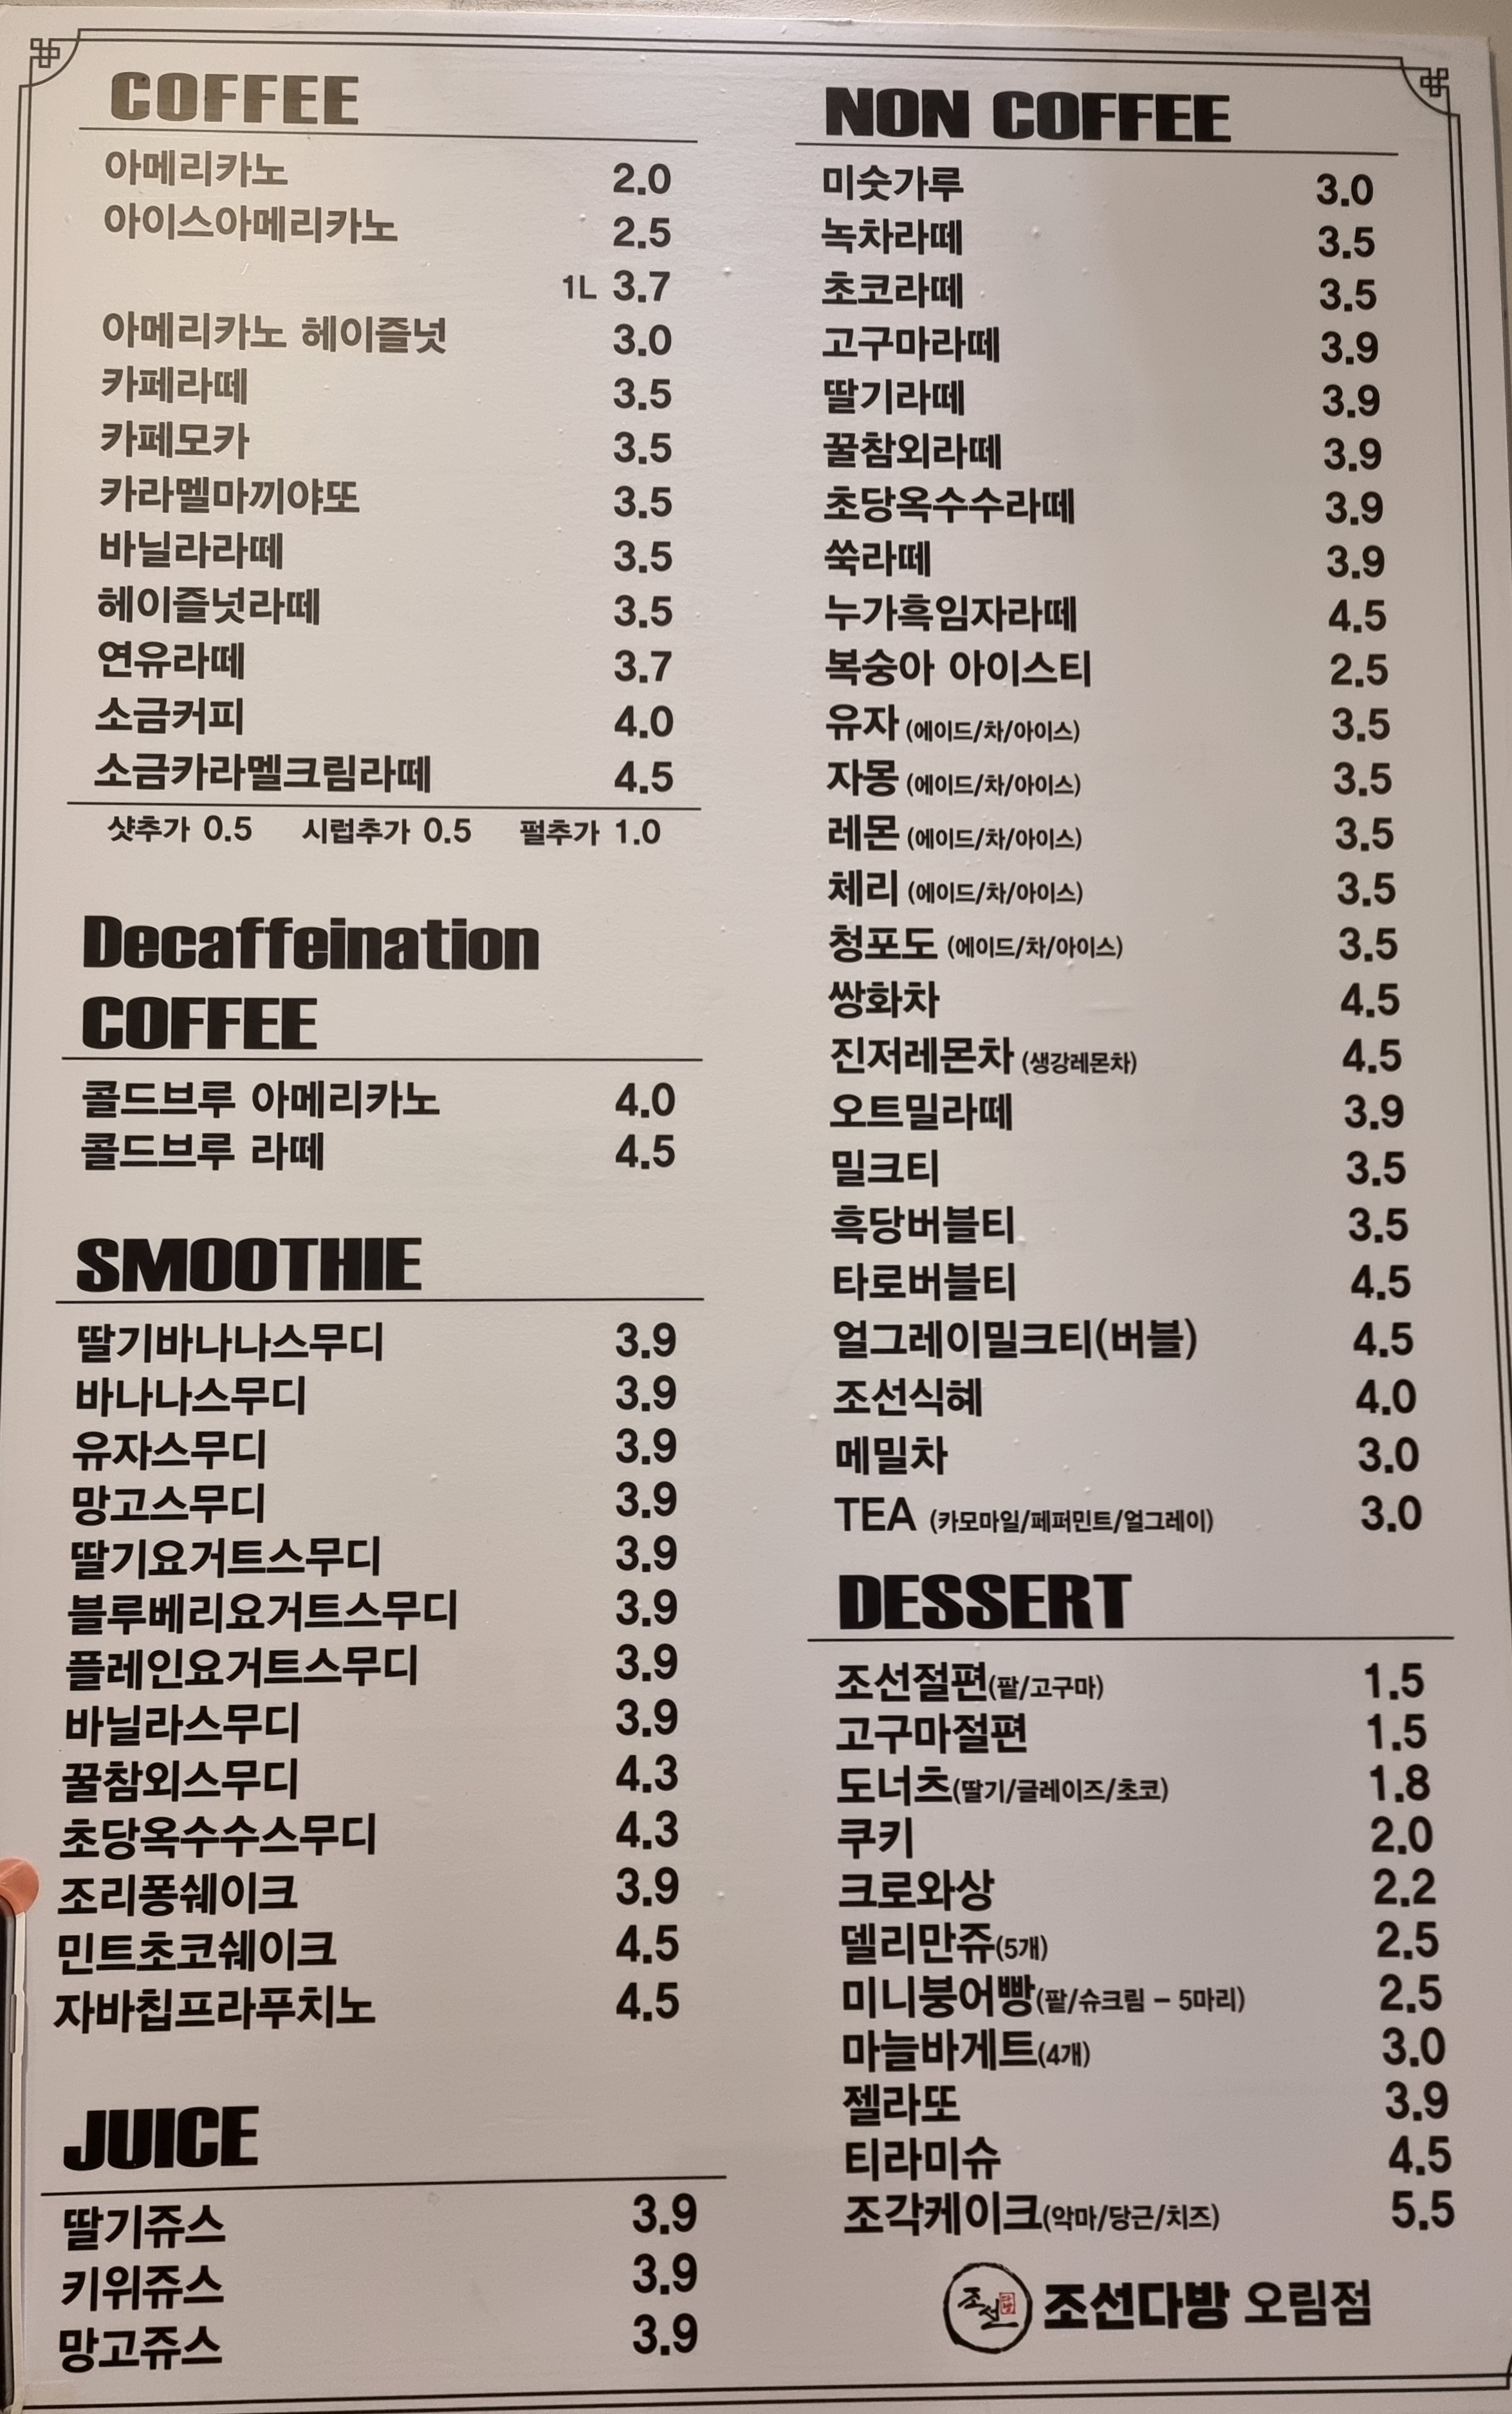 COFFEE
아메리카노 2.0
아이스아메리카노 2.5
1L 3.7
아메리카노 헤이즐넛 3.0
카페라떼 3.5
카페모카 3.5
카라멜마끼야또 3.5
바닐라라떼 3.5
헤이즐넛라떼 3.5
연유라떼 3.7
소금커피 4.0
소금카라멜크림라떼 4.5
샷추가 0.5 시럽추가 0.5 펄추가 1.0
Decaffeination
COFFEE
콜드브루 아메리카노 4.0
콜드브루 라떼 4.5
SMOOTHIE
딸기바나나스무디 3.9
바나나스무디 3.9
유자스무디 3.9
망고스무디 3.9
딸기요거트스무디 3.9
블루베리요거트스무디 3.9
플레인요거트스무디 3.9
바닐라스무디 3.9
꿀참외스무디 4.3
초당옥수수스무디 4.3
조리퐁쉐이크 3.9
민트초코쉐이크 4.5
자바칩프라푸치노 4.5
JUICE
딸기쥬스 3.9
키위쥬스 3.9
망고쥬스 3.9
NON COFFEE
미숫가루 3.0
녹차라떼 3.5
초코라떼 3.5
고구마라떼 3.9
딸기라떼 3.9
꿀참외라떼 3.9
초당옥수수라떼 3.9
쑥라떼 3.9
누가흑임자라떼 4.5
복숭아 아이스티 2.5
유자 (에이드/차/아이스) 3.5
자몽 (에이드/차/아이스) 3.5
레몬 (에이드/차/아이스) 3.5
체리 (에이드/차/아이스) 3.5
청포도 (에이드/차/아이스) 3.5
쌍화차 4.5
진저레몬차 (생강레몬차) 4.5
오트밀라떼 3.9
밀크티 3.5
흑당버블티 3.5
타로버블티 4.5
얼그레이밀크티(버블) 4.5
조선식혜 4.0
메밀차 3.0
TEA (카모마일/페퍼민트/얼그레이) 3.0
DESSERT
조선절편(팥/고구마) 1.5
고구마절편 1.5
도너츠(딸기/글레이즈/초코) 1.8
쿠키 2.0
크로와상 2.2
델리만쥬(5개) 2.5
미니붕어빵(팥/슈크림 - 5마리) 2.5
마늘바게트(4개) 3.0
젤라또 3.9
티라미슈 4.5
조각케이크(악마/당근/치즈) 5.5
조선 조선다방 오림점